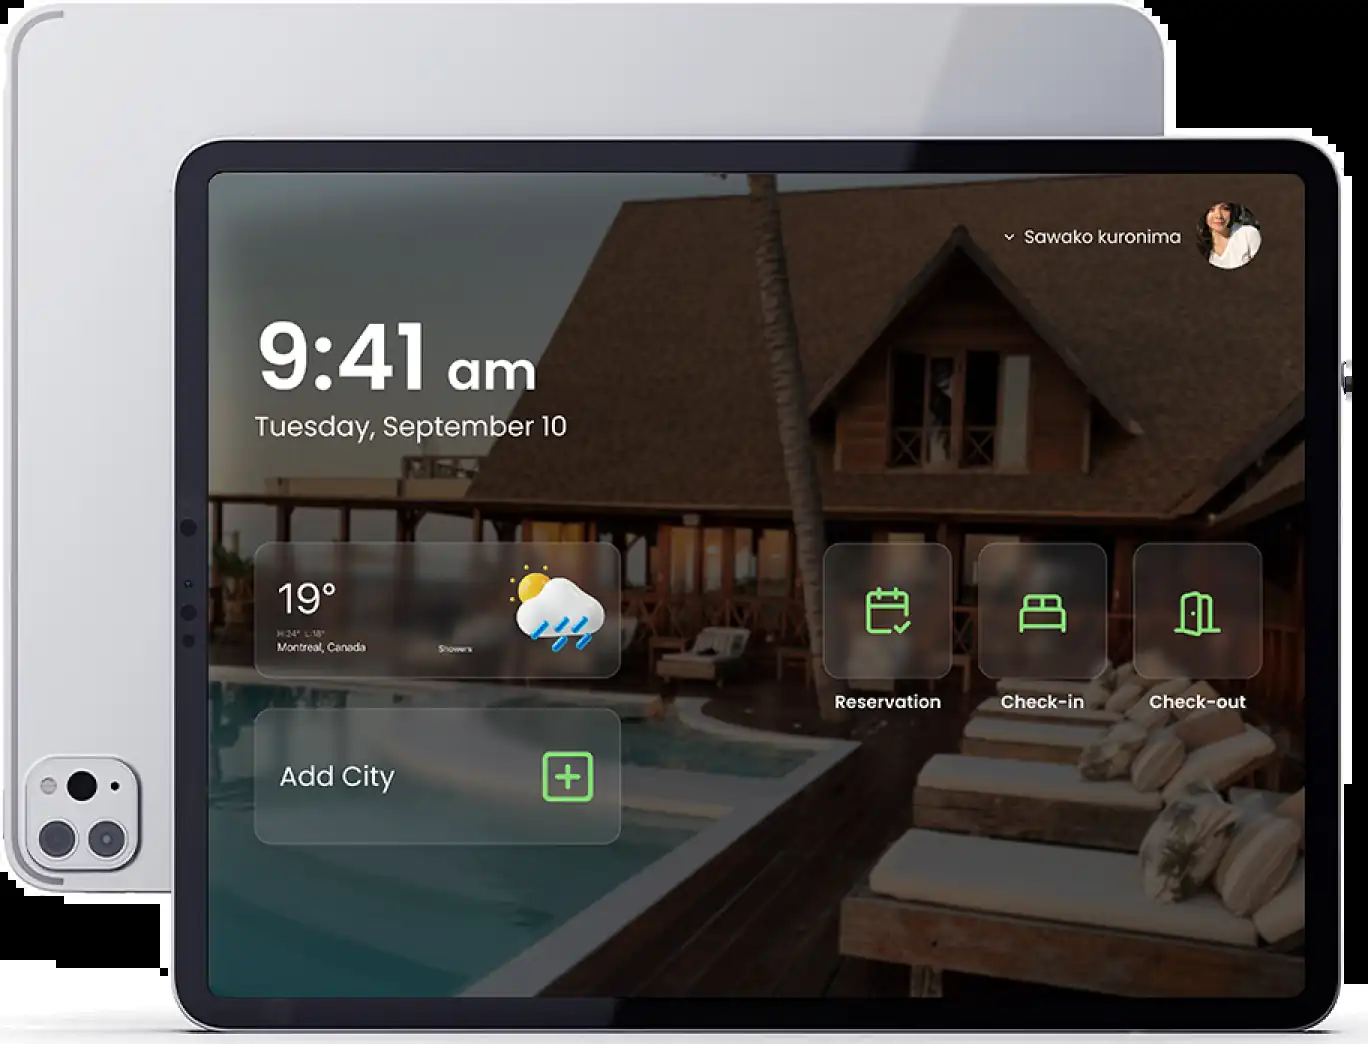 Sawako kuronima
9:41 am
Tuesday, September 10
19°
H:24° L:18°
Montreal, Canada
Showers
Add City
Reservation
Check-in
Check-out